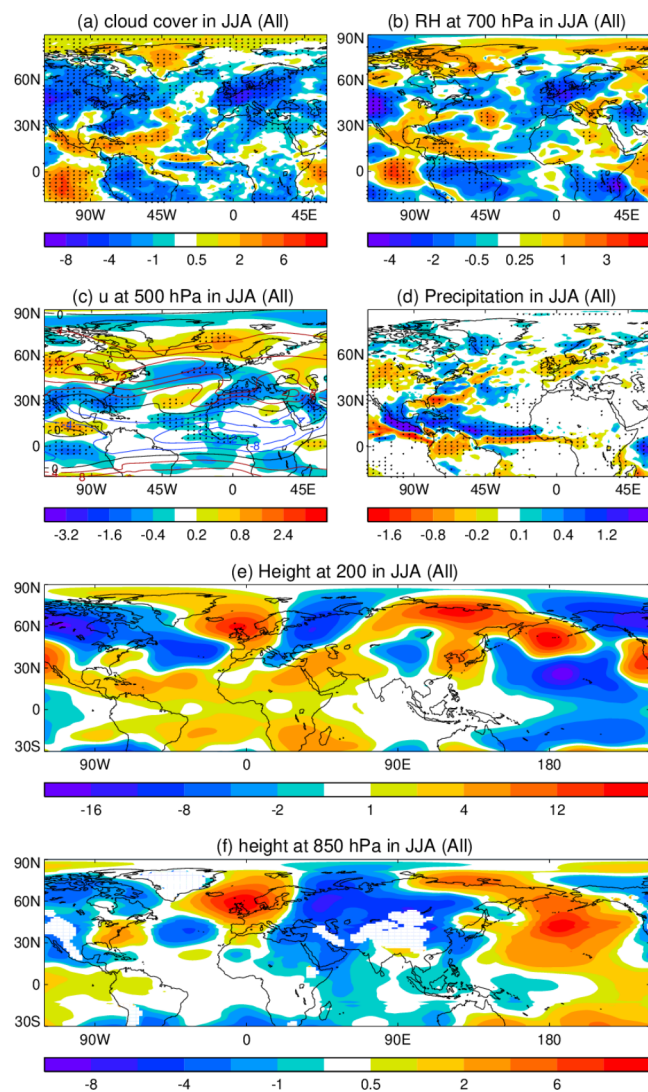 (a) cloud cover in JJA (All)
(b) RH at 700 hPa in JJA (All)
60N
30N
0
90W 45W 0 45E
-8 -4 -1 0.5 2 6
90N
60N
30N
0
90W 45W 0 45E
-4 -2 -0.5 0.25 1 3
(c) u at 500 hPa in JJA (All)
(d) Precipitation in JJA (All)
90N
60N
30N
0
90W 45W 0 45E
-3.2 -1.6 -0.4 0.2 0.8 2.4
60N
30N
0
90W 45W 0 45E
-1.6 -0.8 -0.2 0.1 0.4 1.2
(e) Height at 200 in JJA (All)
90N
60N
30N
0
30S
90W 0 90E 180
-16 -8 -2 1 4 12
(f) height at 850 hPa in JJA (All)
90N
60N
30N
0
30S
90W 0 90E 180
-8 -4 -1 0.5 2 6